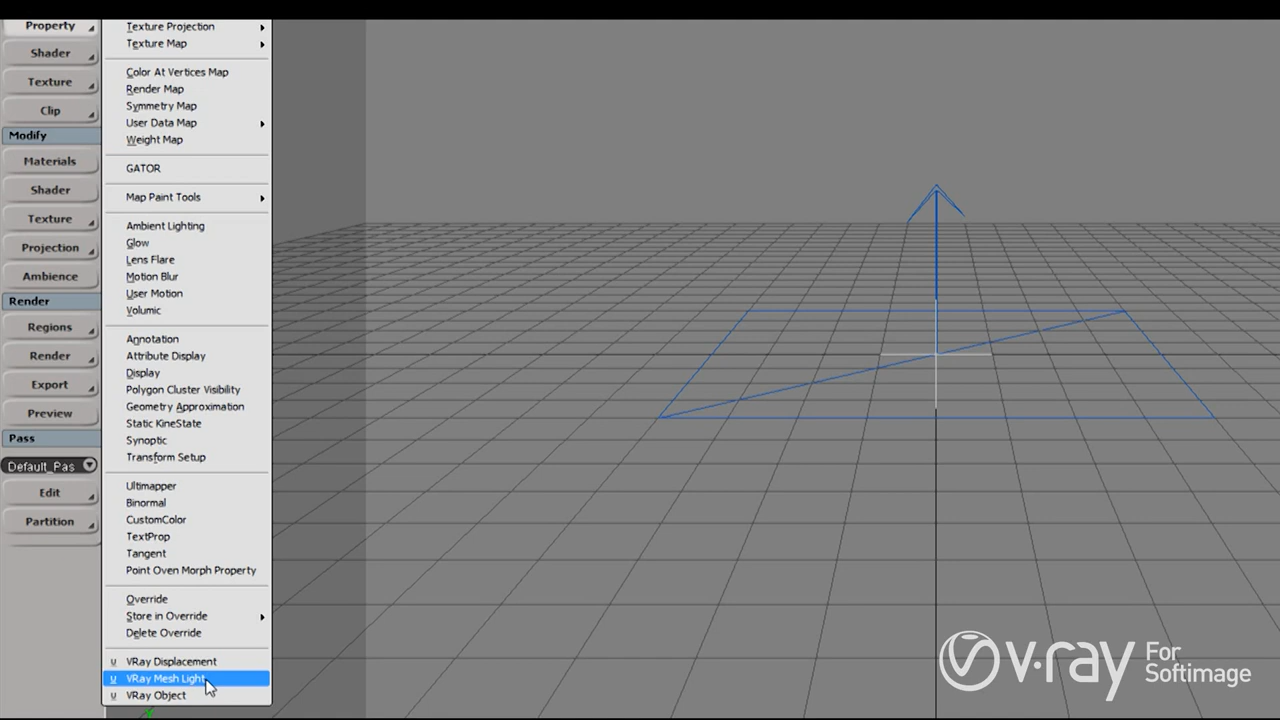 Property
Shader
Texture
Clip
Modify
Materials
Shader
Texture
Projection
Ambience
Render
Regions
Render
Export
Preview
Pass
Default_Pas
Edit
Partition
Texture Projection
Texture Map
Color At Vertices Map
Render Map
Symmetry Map
User Data Map
Weight Map
GATOR
Map Paint Tools
Ambient Lighting
Glow
Lens Flare
Motion Blur
User Motion
Volumic
Annotation
Attribute Display
Display
Polygon Cluster Visibility
Geometry Approximation
Static KineState
Synoptic
Transform Setup
Ultimapper
Binormal
CustomColor
TextProp
Tangent
Point Oven Morph Property
Override
Store in Override
Delete Override
U VRay Displacement
U VRay Mesh Light
U VRay Object
v·ray For
Softimage